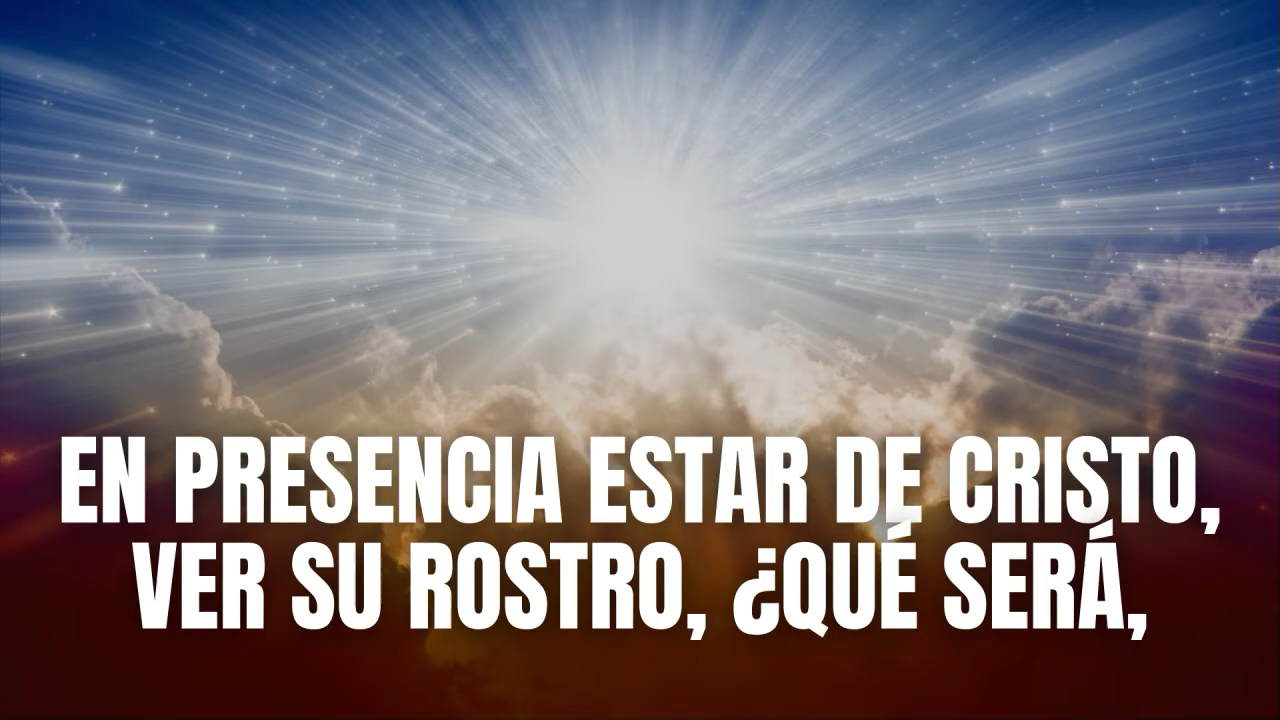 EN PRESENCIA ESTAR DE CRISTO,
VER SU ROSTRO, ¿QUÉ SERÁ,